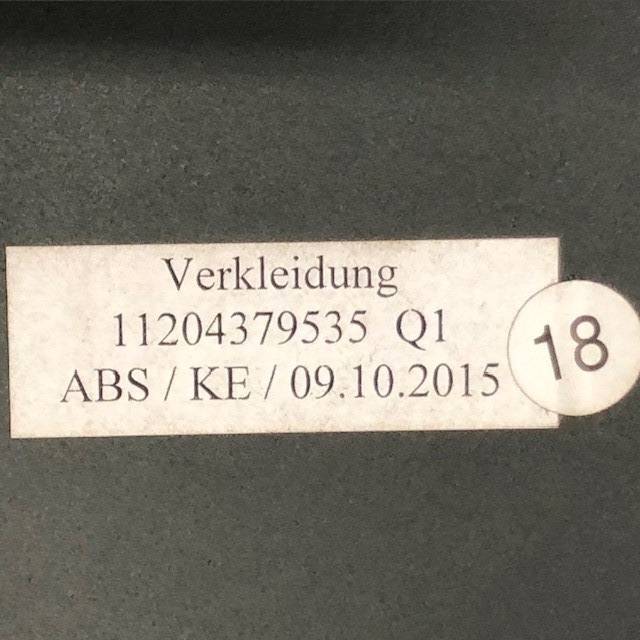 Verkleidung
11204379535 Q1
ABS / KE / 09.10.2015
18